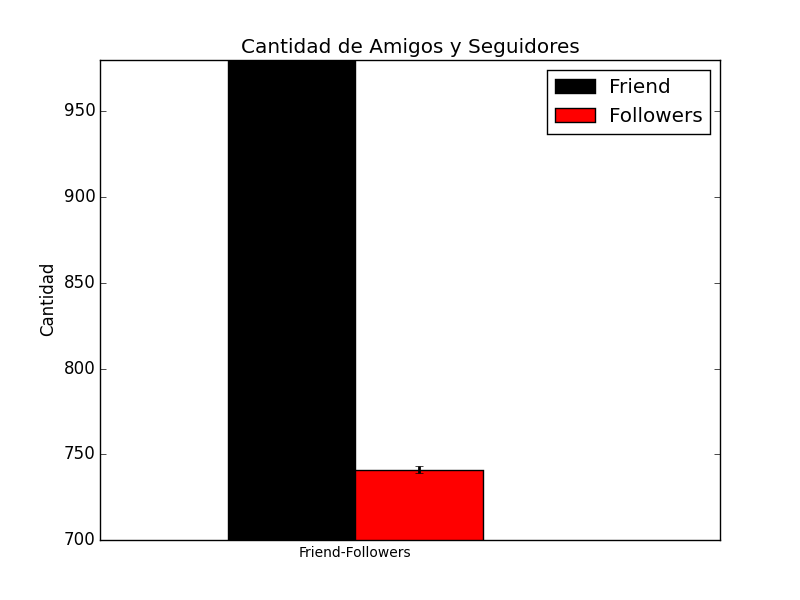 Cantidad de Amigos y Seguidores
Friend
Followers
950
900
850
800
750
700
Cantidad
Friend-Followers